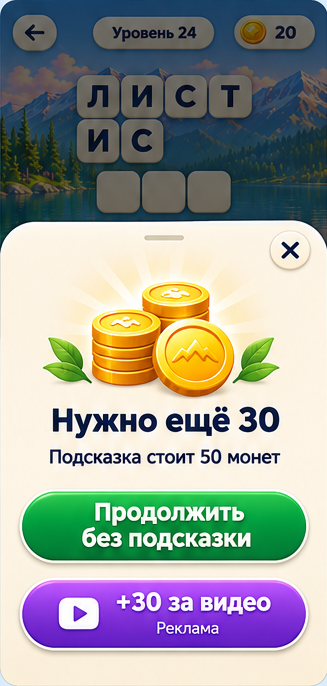 Уровень 24
20
ЛИСТ
ИС
Нужно ещё 30
Подсказка стоит 50 монет
Продолжить
без подсказки
+30 за видео
Реклама